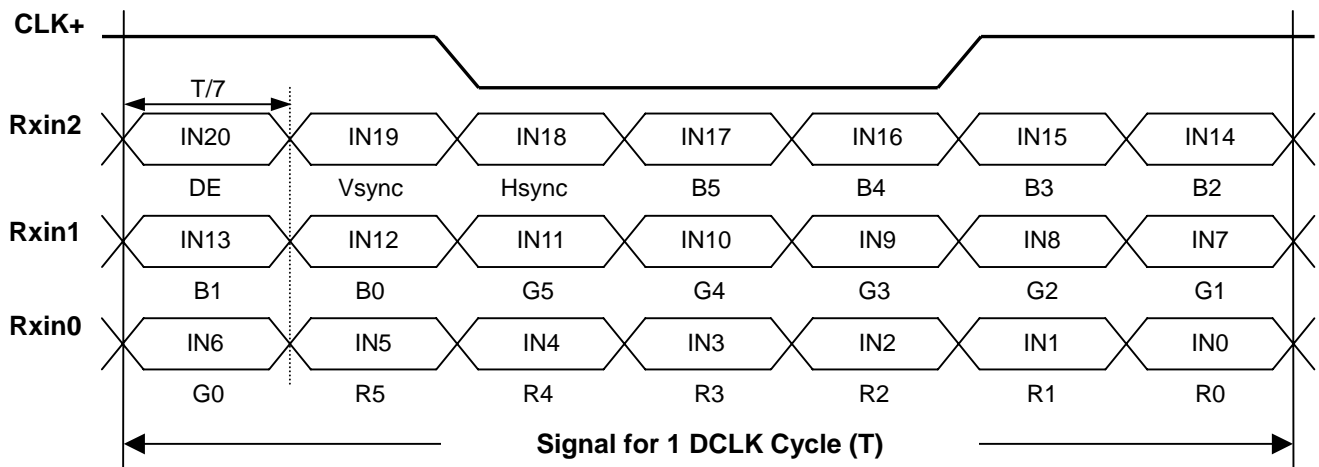 CLK+
T/7
Rxin2 IN20 IN19 IN18 IN17 IN16 IN15 IN14
DE Vsync Hsync B5 B4 B3 B2
Rxin1 IN13 IN12 IN11 IN10 IN9 IN8 IN7
B1 B0 G5 G4 G3 G2 G1
Rxin0 IN6 IN5 IN4 IN3 IN2 IN1 IN0
G0 R5 R4 R3 R2 R1 R0
Signal for 1 DCLK Cycle (T)